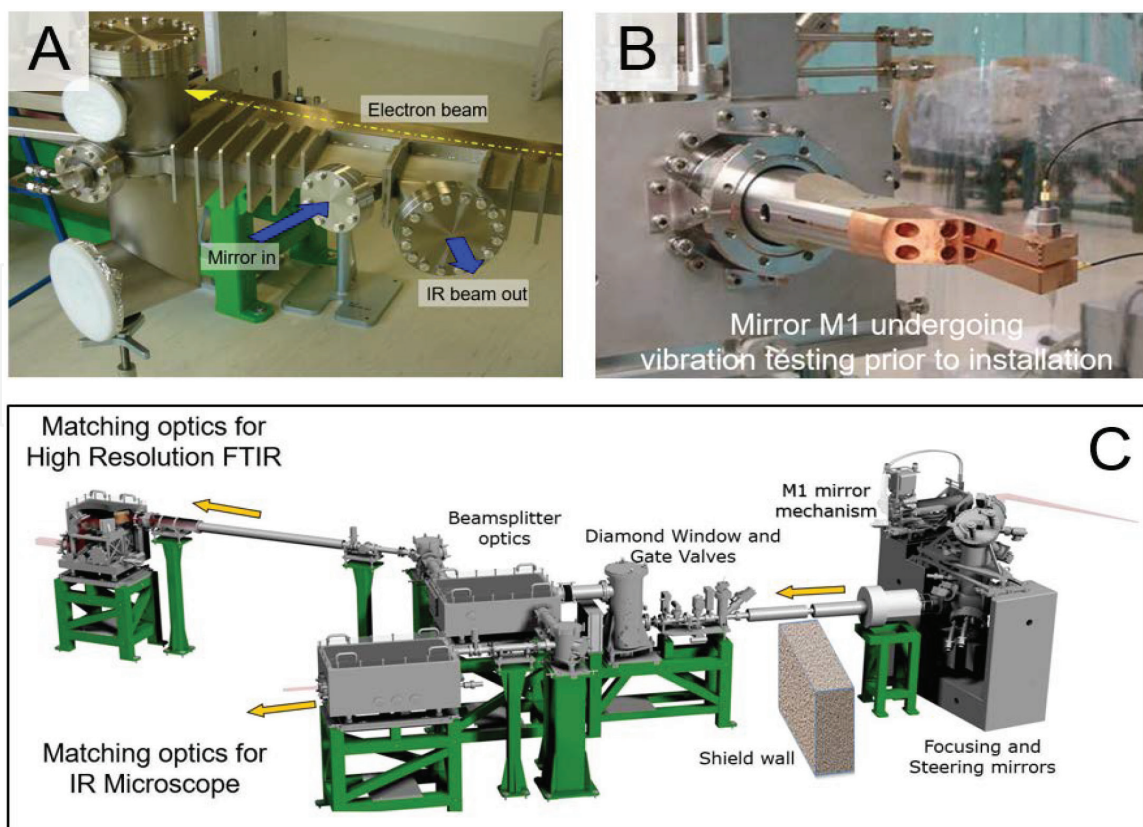 A
Electron beam
Mirror in
IR beam out
B
Mirror M1 undergoing
vibration testing prior to installation
C
Matching optics for
High Resolution FTIR
Beamsplitter
optics
Diamond Window and
Gate Valves
M1 mirror
mechanism
Shield wall
Focusing and
Steering mirrors
Matching optics for
IR Microscope